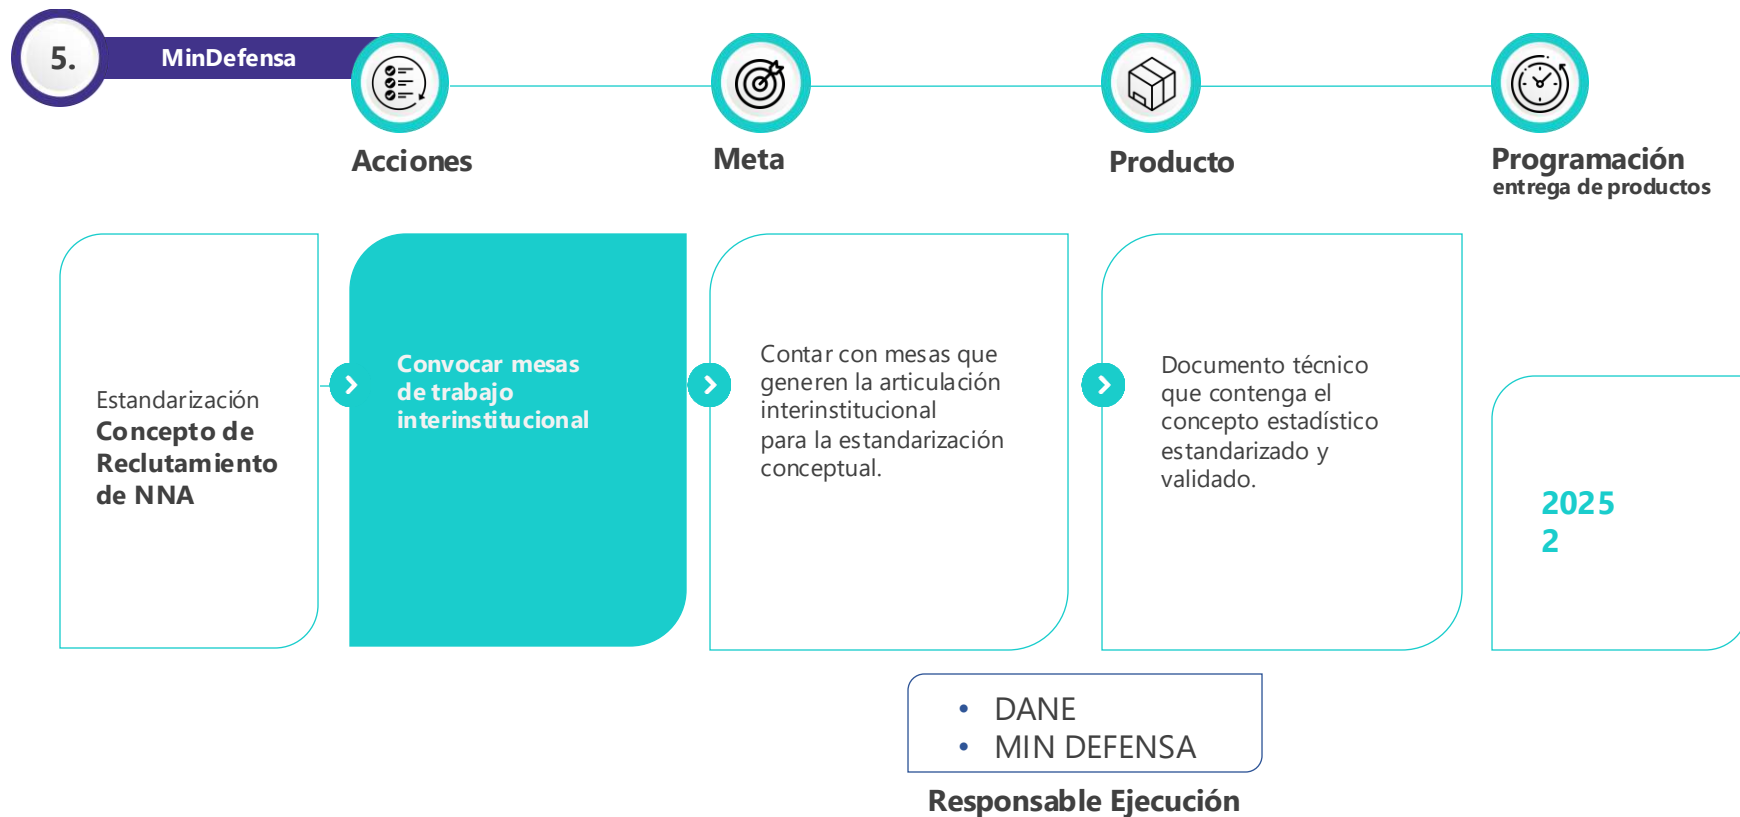 5.
MinDefensa
Acciones
Meta
Producto
Programación
entrega de productos
Estandarización
Concepto de
Reclutamiento
de NNA
Convocar mesas
de trabajo
interinstitucional
Contar con mesas que
generen la articulación
interinstitucional
para la estandarización
conceptual.
Documento técnico
que contenga el
concepto estadístico
estandarizado y
validado.
2025
2
• DANE
• MIN DEFENSA
Responsable Ejecución